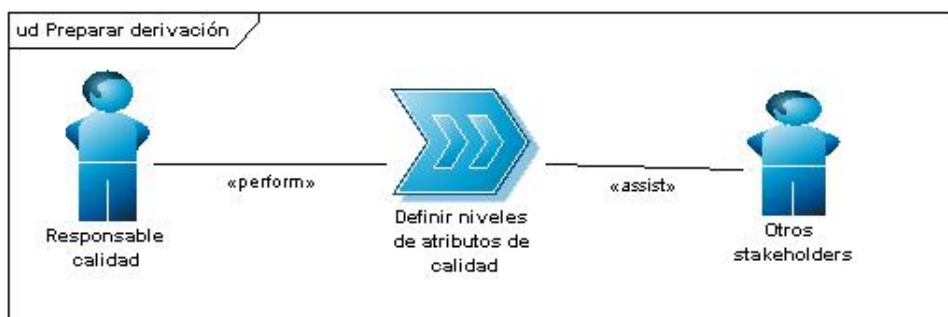 ud Preparar derivación
«perform»
«assist»
Responsable
calidad
Definir niveles
de atributos de
calidad
Otros
stakeholders